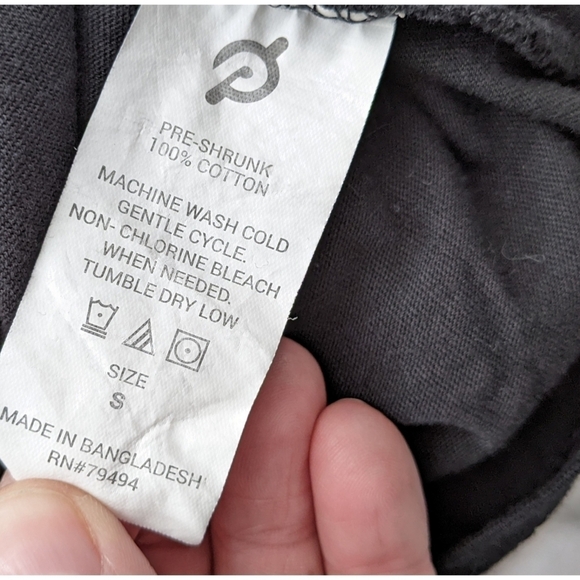 PRE-SHRUNK
100% COTTON
MACHINE WASH COLD
GENTLE CYCLE.
NON- CHLORINE BLEACH
WHEN NEEDED.
TUMBLE DRY LOW
SIZE
S
MADE IN BANGLADESH
RN#79494